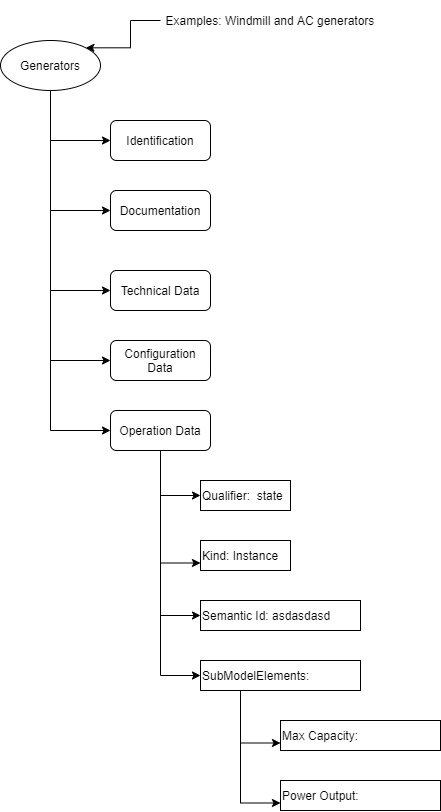 Examples: Windmill and AC generators
Generators
Identification
Documentation
Technical Data
Configuration
Data
Operation Data
Qualifier: state
Kind: Instance
Semantic Id: asdasdasd
SubModelElements:
Max Capacity:
Power Output: